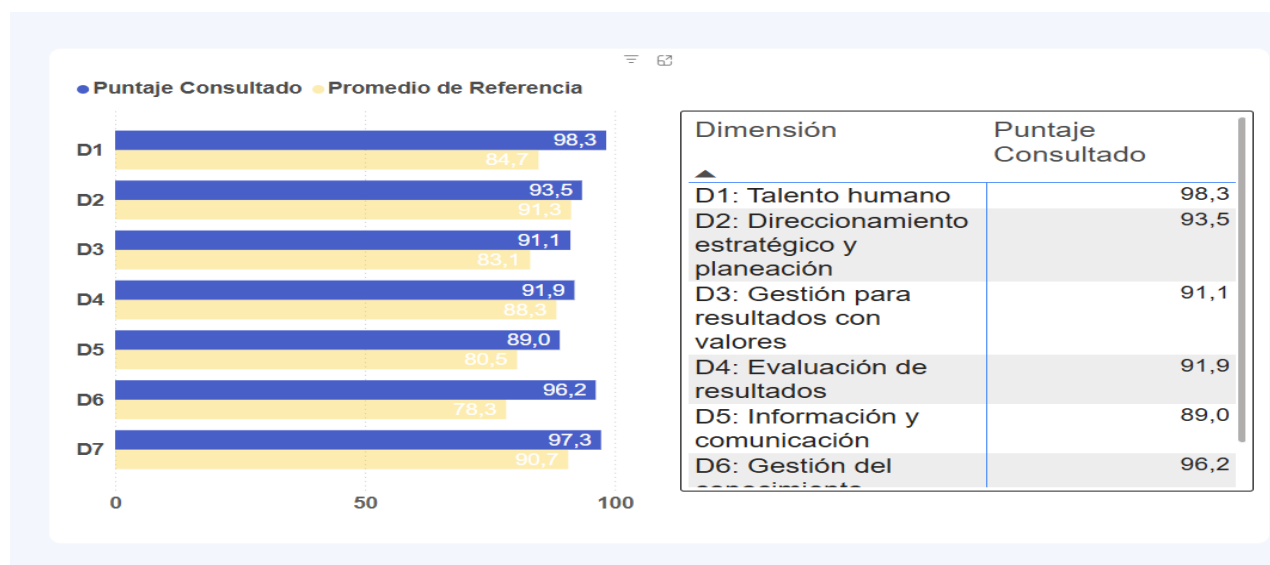 Puntaje Consultado Promedio de Referencia
D1 98,3
84,7
D2 93,5
91,3
D3 91,1
83,1
D4 91,9
88,3
D5 89,0
80,5
D6 96,2
78,3
D7 97,3
90,7
0 50 100
Dimensión Puntaje
Consultado
D1: Talento humano 98,3
D2: Direccionamiento 93,5
estratégico y
planeación
D3: Gestión para 91,1
resultados con
valores
D4: Evaluación de 91,9
resultados
D5: Información y 89,0
comunicación
D6: Gestión del 96,2